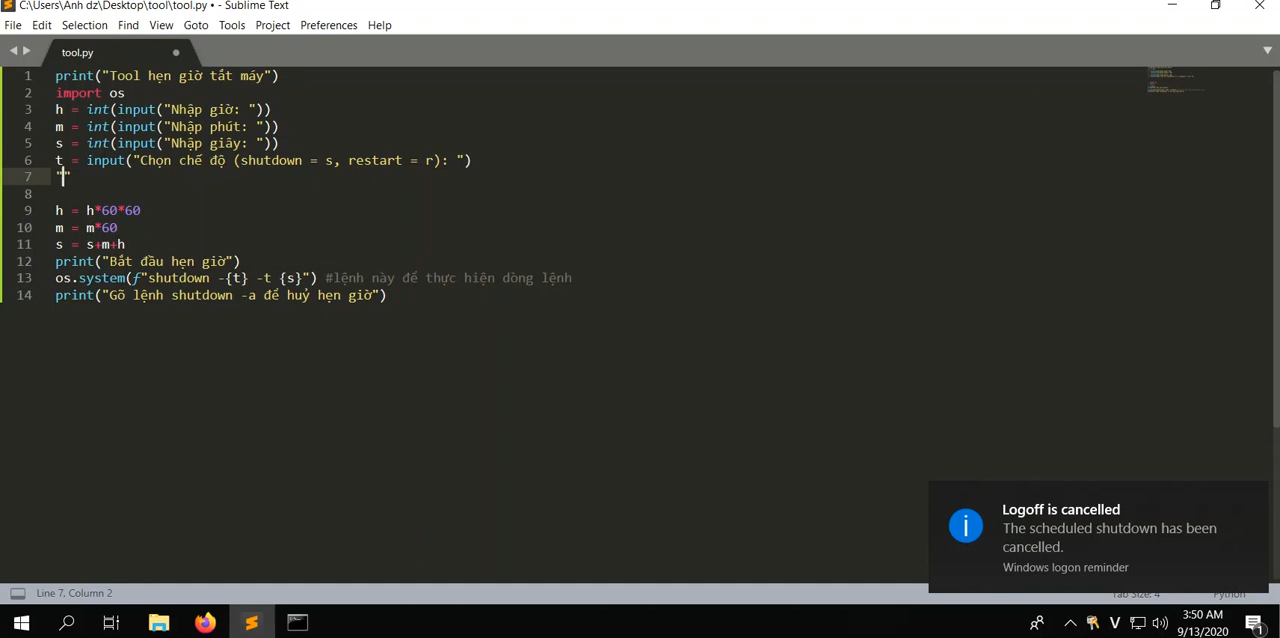 C:\Users\Anh dz\Desktop\tool\tool.py • - Sublime Text
File Edit Selection Find View Goto Tools Project Preferences Help
tool.py
1 print("Tool hẹn giờ tắt máy")
2 import os
3 h = int(input("Nhập giờ: "))
4 m = int(input("Nhập phút: "))
5 s = int(input("Nhập giây: "))
6 t = input("Chọn chế độ (shutdown = s, restart = r): ")
7 ""
8
9 h = h*60*60
10 m = m*60
11 s = s+m+h
12 print("Bắt đầu hẹn giờ")
13 os.system(f"shutdown -{t} -t {s}") #lệnh này để thực hiện dòng lệnh
14 print("Gõ lệnh shutdown -a để huỷ hẹn giờ")
Logoff is cancelled
The scheduled shutdown has been
cancelled.
Windows logon reminder
Line 7, Column 2
Tab Size: 4 Python
V
3:50 AM
9/13/2020
1